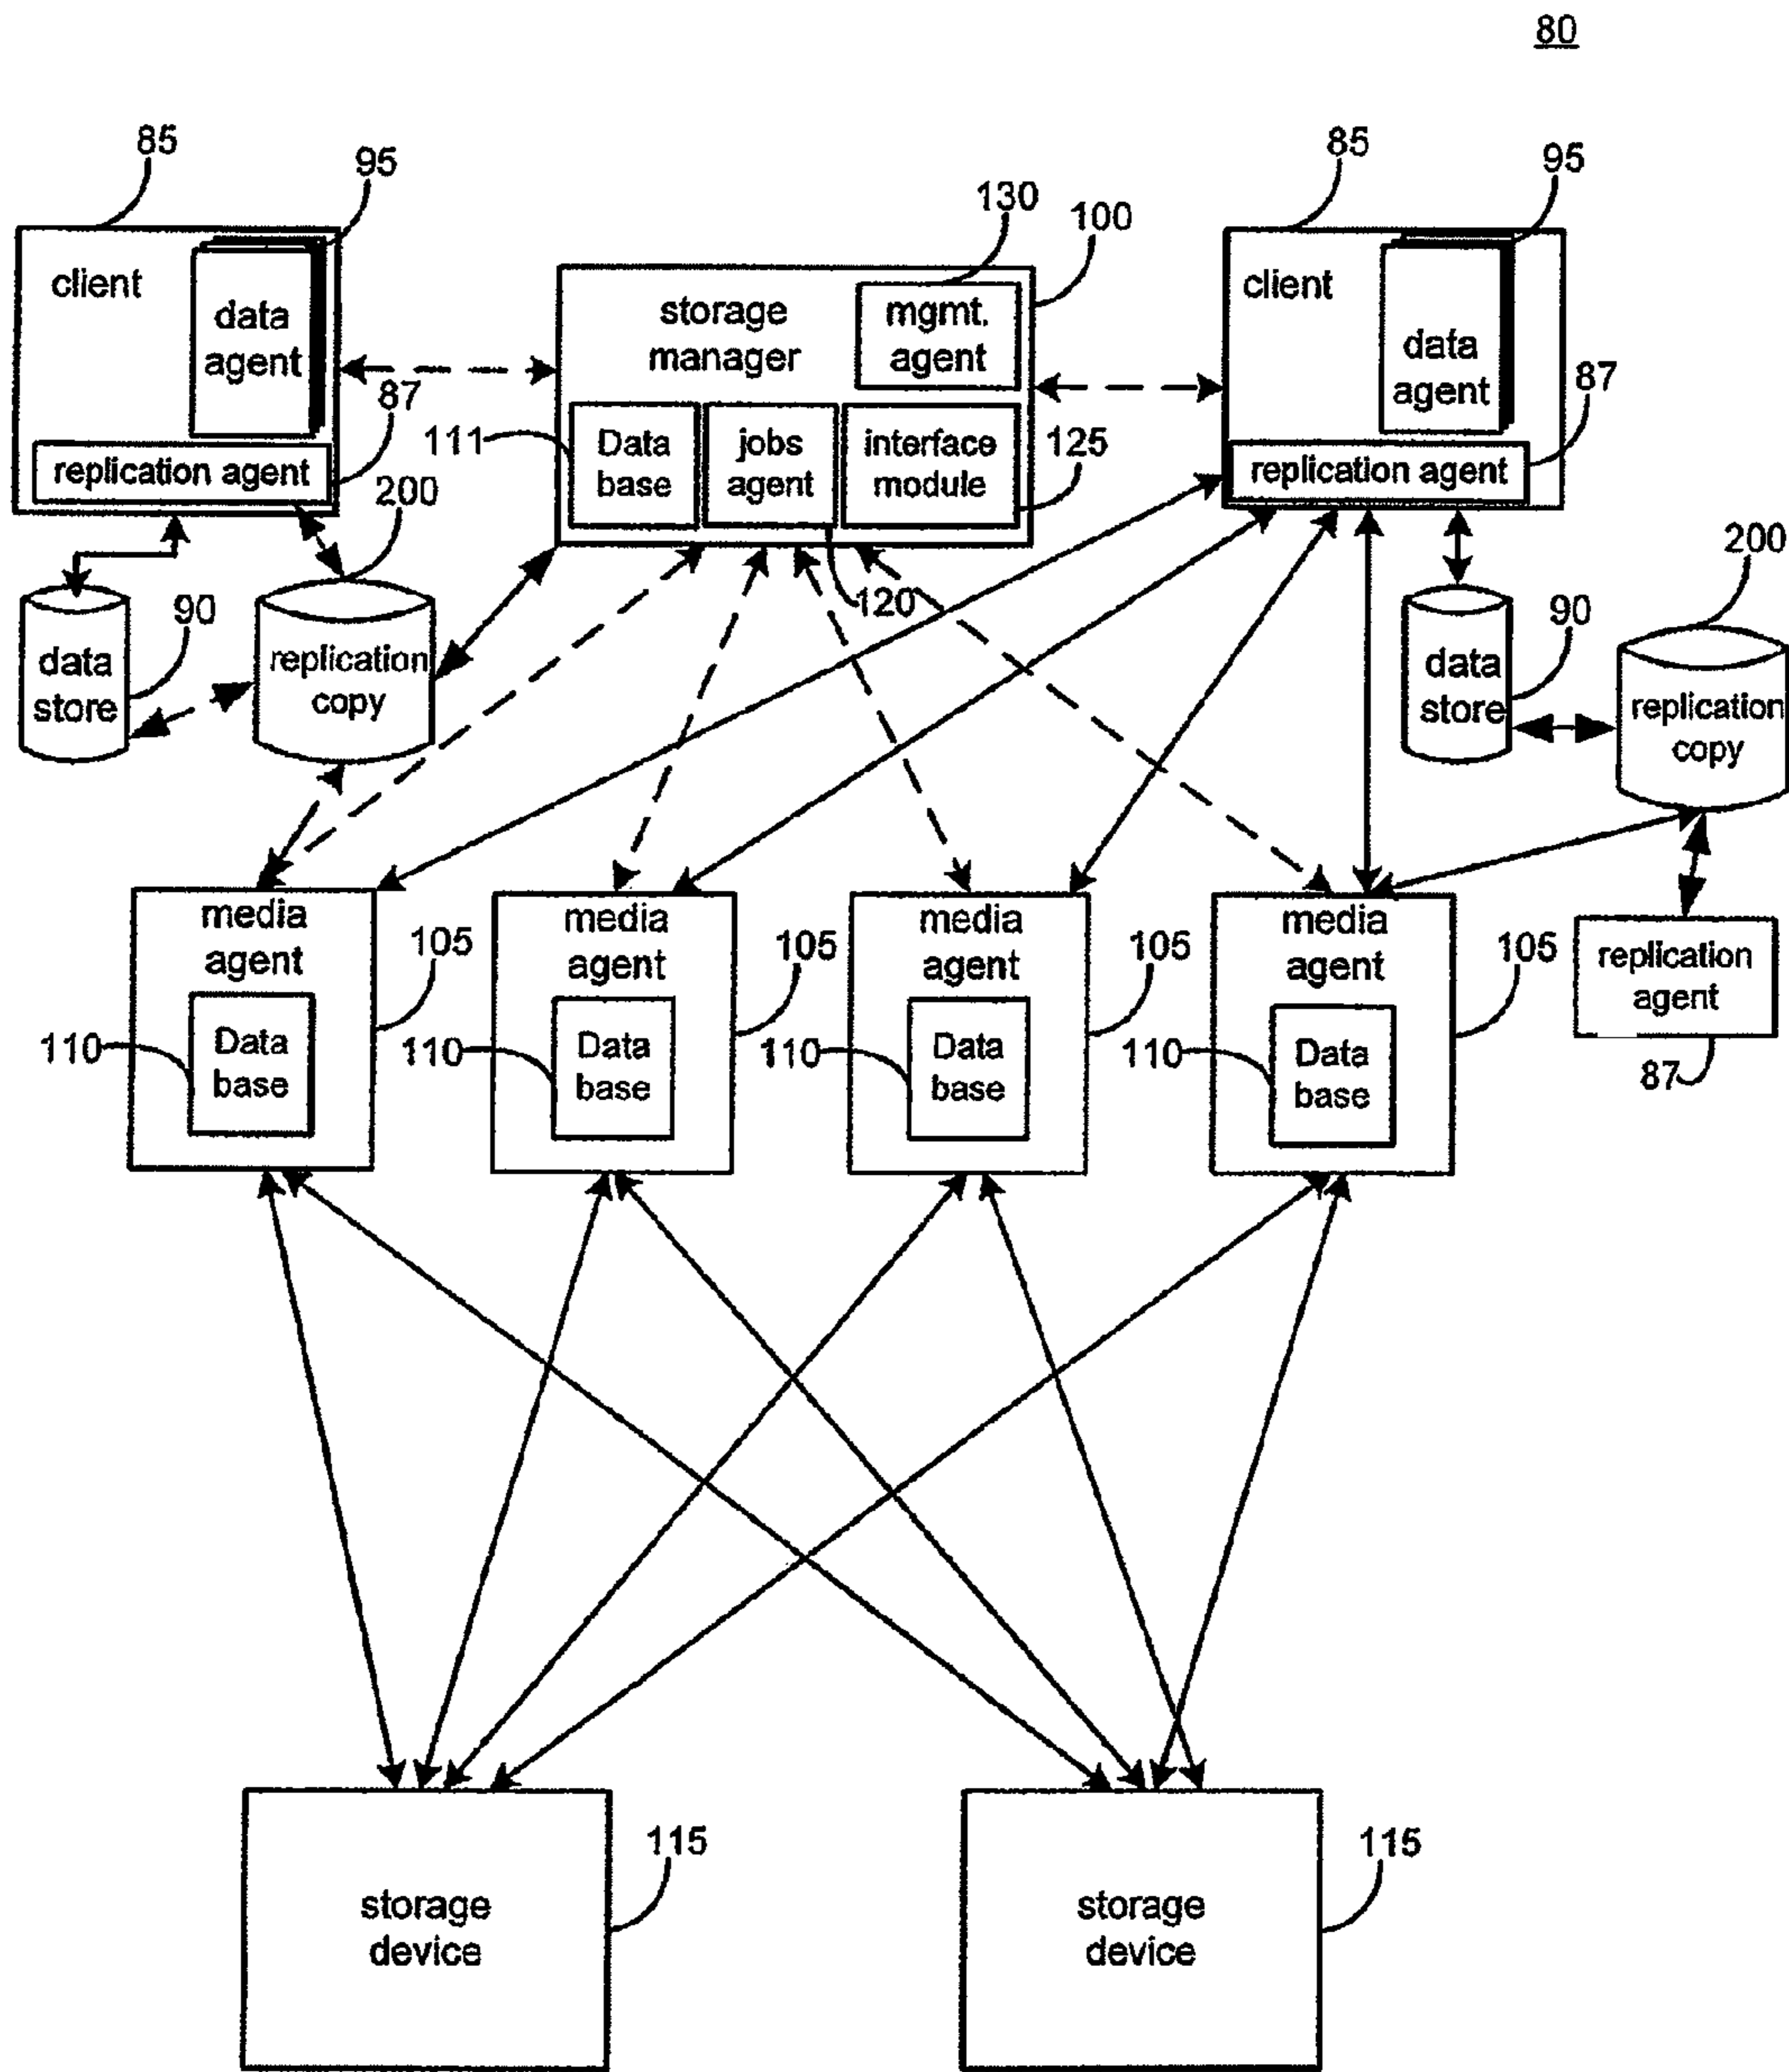 80
85
95
130
100
85
95
client
data
agent
storage
manager
mgmt.
agent
client
data
agent
87
87
111
Data
base
jobs
agent
interface
module
125
replication agent
200
replication agent
120
200
data
store
90
replication
copy
data
store
90
replication
copy
media
agent
105
media
agent
105
media
agent
105
media
agent
105
replication
agent
87
110
Data
base
110
Data
base
110
Data
base
110
Data
base
storage
device
115
storage
device
115